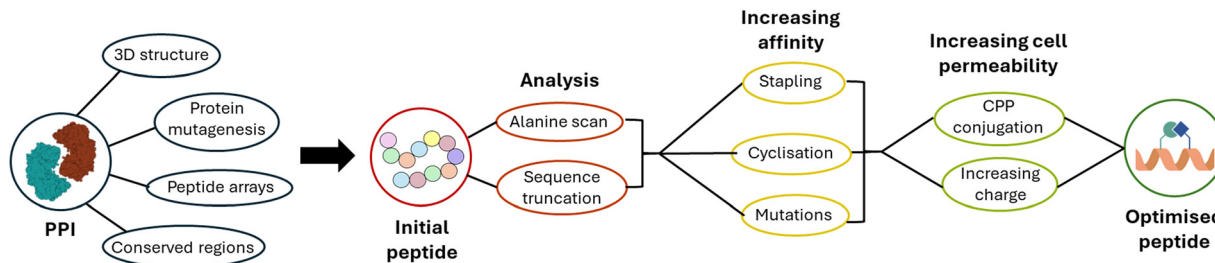 3D structure
Protein
mutagenesis
Peptide arrays
Conserved regions
PPI
Initial
peptide
Analysis
Alanine scan
Sequence
truncation
Increasing
affinity
Stapling
Cyclisation
Mutations
Increasing cell
permeability
CPP
conjugation
Increasing
charge
Optimised
peptide